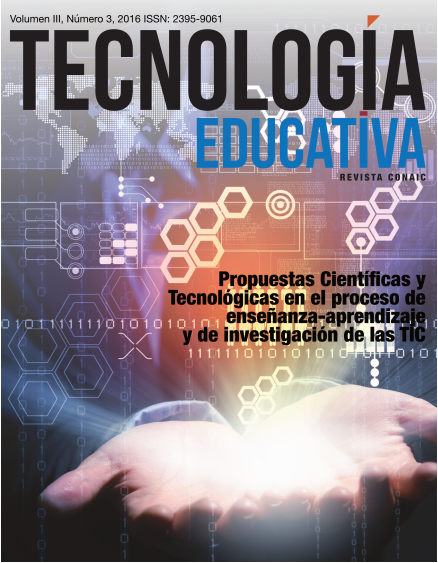 Volumen III, Número 3, 2016 ISSN: 2395-9061
TECNOLOGÍA
EDUCATIVA
REVISTA CONAIC
Propuestas Científicas y
Tecnológicas en el proceso de
enseñanza-aprendizaje
y de investigación de las TIC